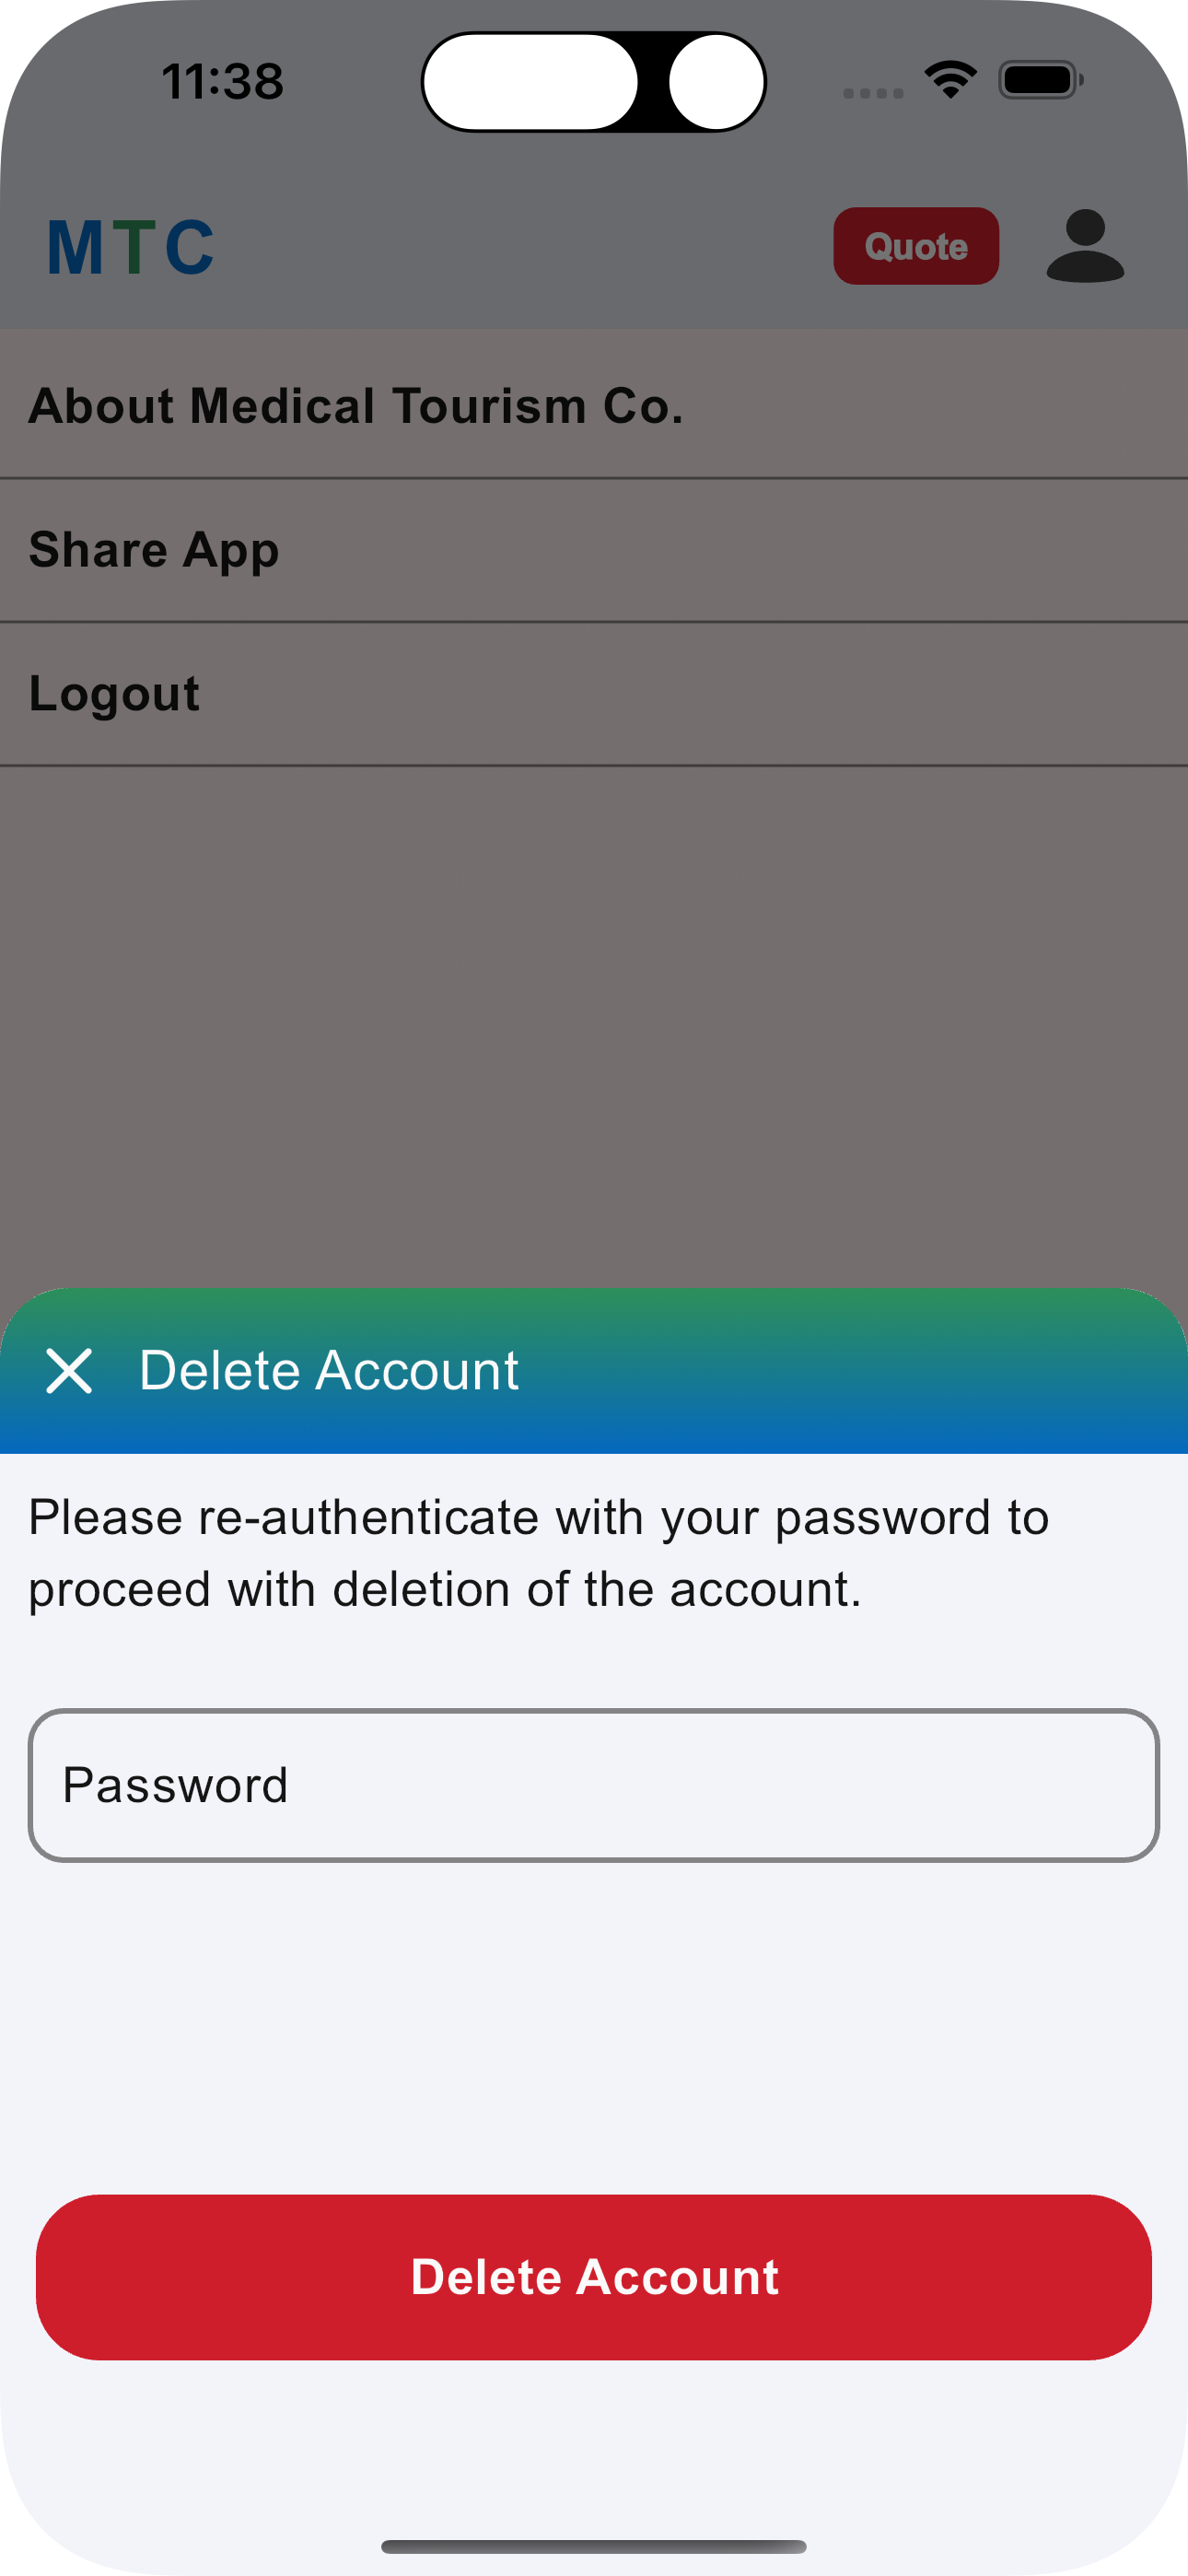 11:38
MTC
Quote
About Medical Tourism Co.
Share App
Logout
Delete Account
Please re-authenticate with your password to
proceed with deletion of the account.
Password
Delete Account